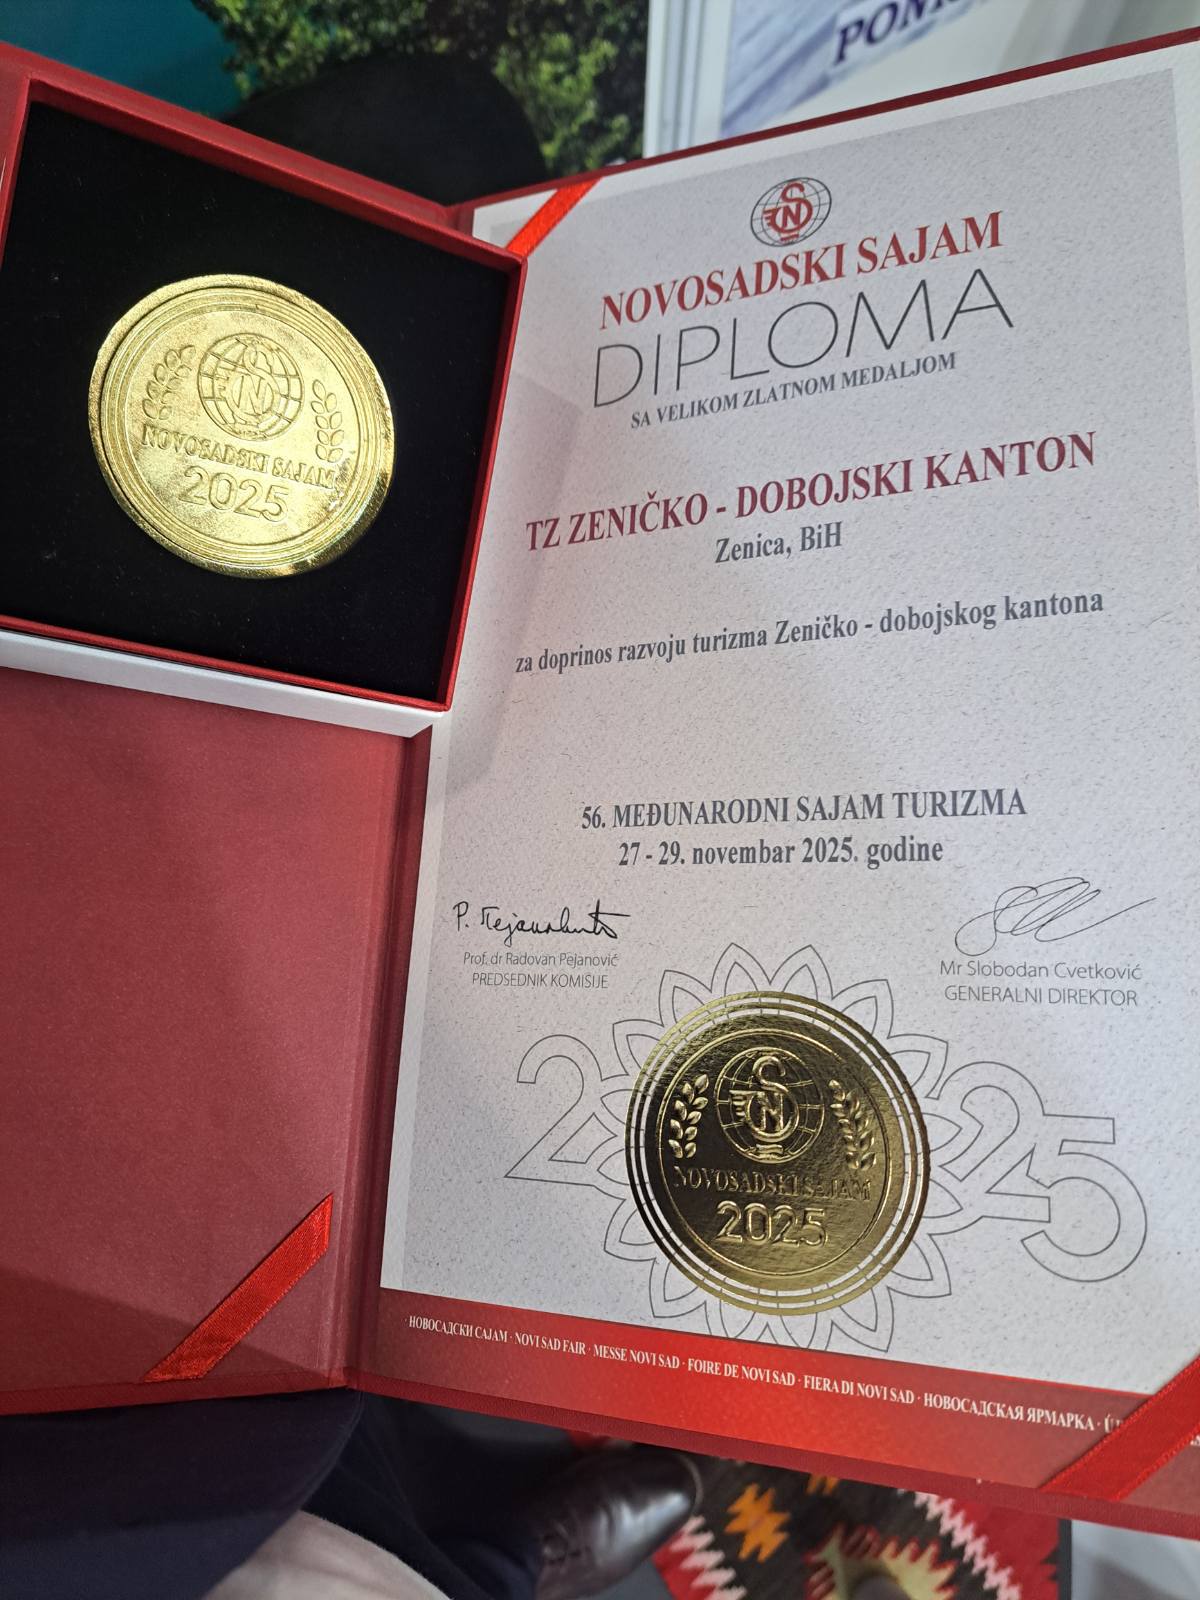 NOVOSADSKI SAJAM
DIPLOMA
SA VELIKOM ZLATNOM MEDALJOM
TZ ZENIČKO - DOBOJSKI KANTON
Zenica, BiH
za doprinos razvoju turizma Zeničko - dobojskog kantona
56. MEĐUNARODNI SAJAM TURIZMA
27 - 29. novembar 2025. godine
Prof. dr Radovan Pejanović
PREDSEDNIK KOMISIJE
Mr Slobodan Cvetković
GENERALNI DIREKTOR
2025
NOVOSADSKI SAJAM
2025
· НОВОСАДСКИ САЈАМ · NOVI SAD FAIR · MESSE NOVI SAD · FOIRE DE NOVI SAD · FIERA DI NOVI SAD · НОВОСАДСКАЯ ЯРМАРКА ·
NOVOSADSKI SAJAM
2025